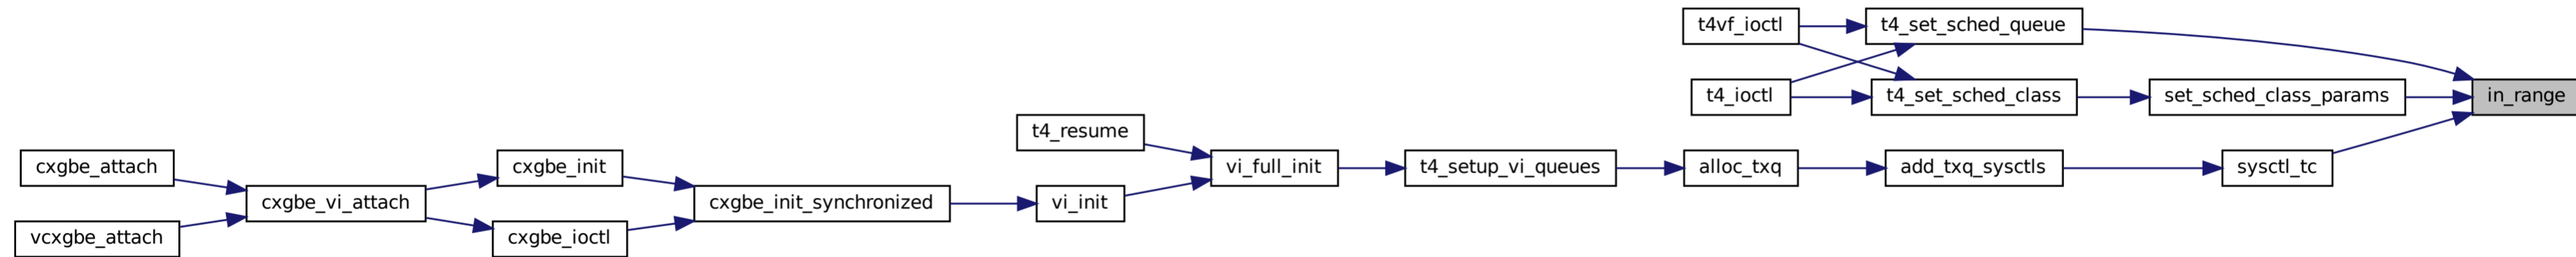 t4vf_ioctl
t4_set_sched_queue
t4_ioctl
t4_set_sched_class
set_sched_class_params
in_range
t4_resume
cxgbe_attach
cxgbe_init
vi_full_init
t4_setup_vi_queues
alloc_txq
add_txq_sysctls
sysctl_tc
cxgbe_vi_attach
cxgbe_init_synchronized
vi_init
vcxgbe_attach
cxgbe_ioctl